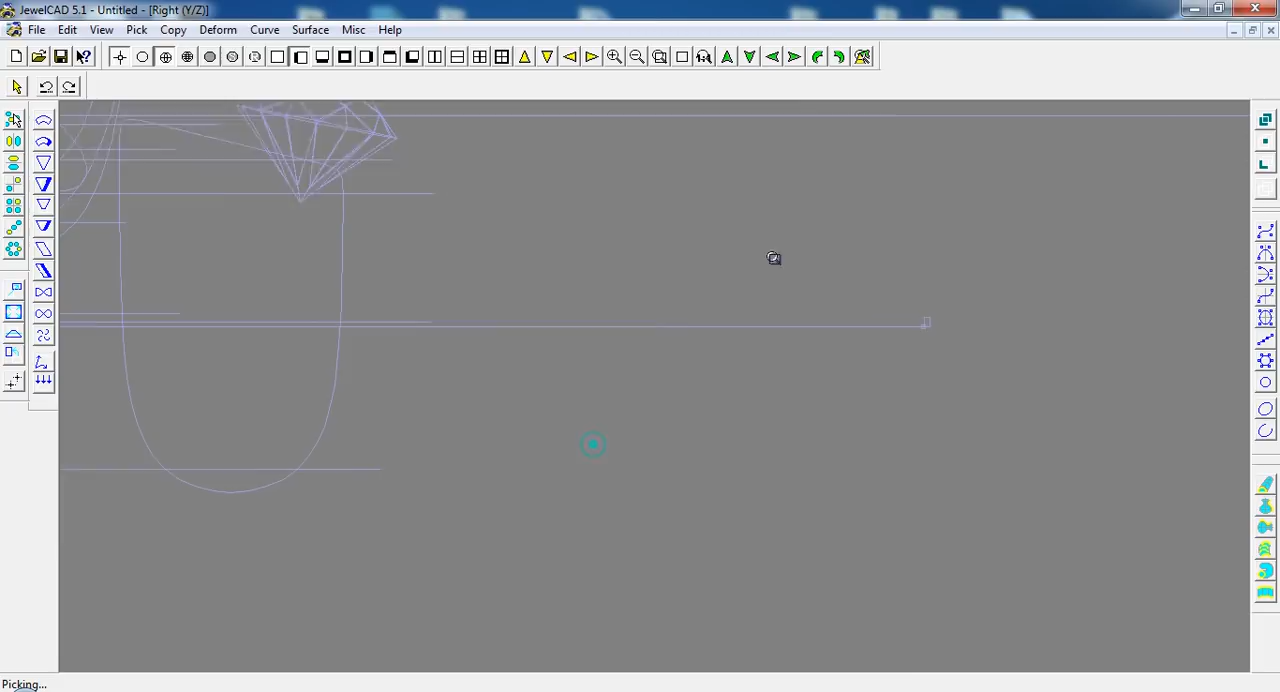 JewelCAD 5.1 - Untitled - [Right (Y/Z)]
File Edit View Pick Copy Deform Curve Surface Misc Help
Picking...